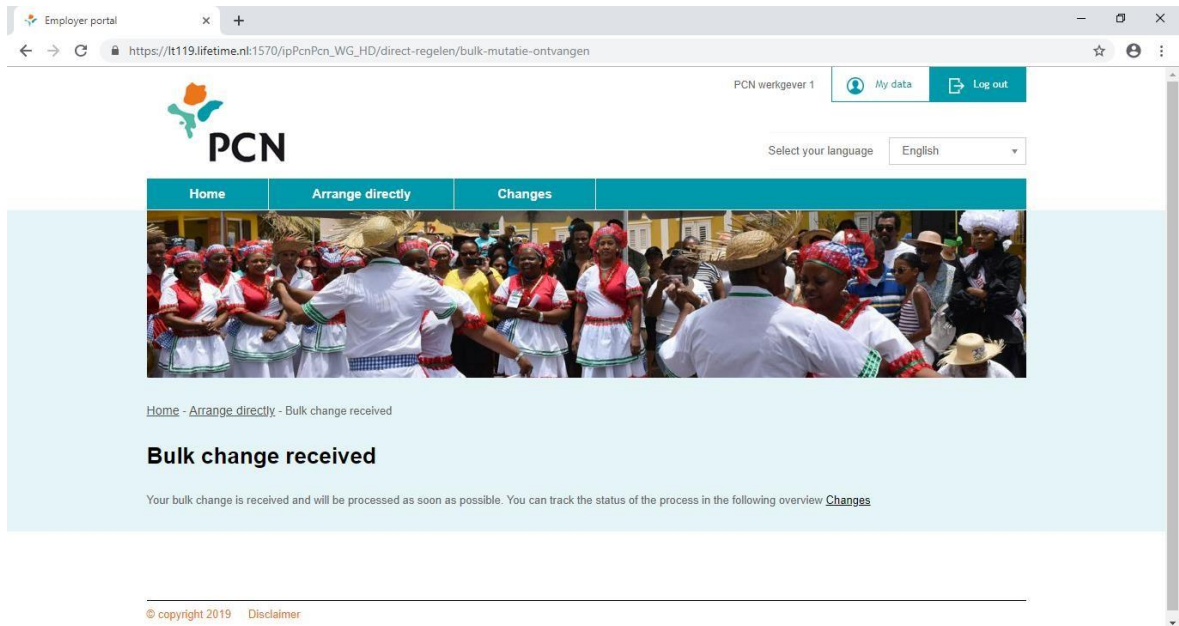 Employer portal
https://lt119.lifetime.nl:1570/ipPcnPcn_WG_HD/direct-regelen/bulk-mutatie-ontvangen
PCN werkgever 1 My data Log out
PCN
Select your language English
Home Arrange directly Changes
Home - Arrange directly - Bulk change received
Bulk change received
Your bulk change is received and will be processed as soon as possible. You can track the status of the process in the following overview Changes
© copyright 2019 Disclaimer